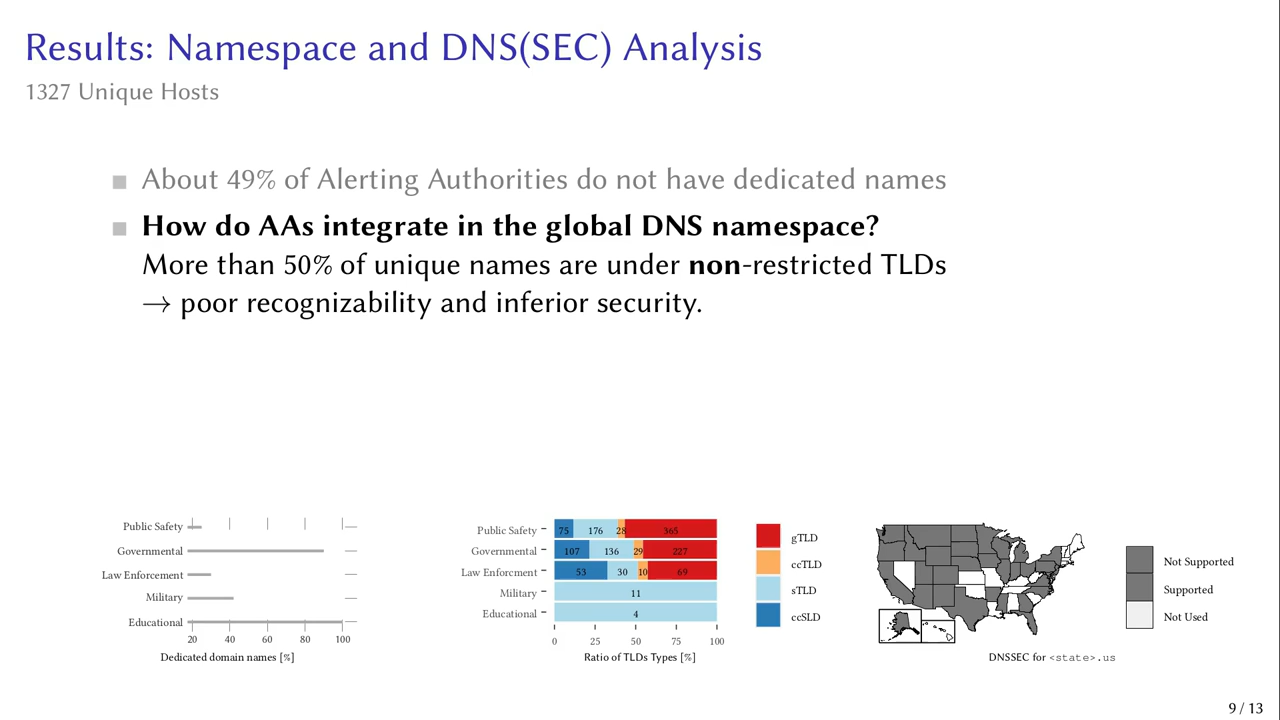 Results: Namespace and DNS(SEC) Analysis
1327 Unique Hosts
About 49% of Alerting Authorities do not have dedicated names
How do AAs integrate in the global DNS namespace?
More than 50% of unique names are under non-restricted TLDs
→ poor recognizability and inferior security.
Public Safety
Governmental
Law Enforcement
Military
Educational
20 40 60 80 100
Dedicated domain names [%]
Public Safety 75 176 28 365
Governmental 107 136 29 227
Law Enforcment 53 30 10 69
Military 11
Educational 4
0 25 50 75 100
Ratio of TLDs Types [%]
gTLD
ccTLD
sTLD
ccSLD
Not Supported
Supported
Not Used
DNSSEC for <state>.us
9 / 13